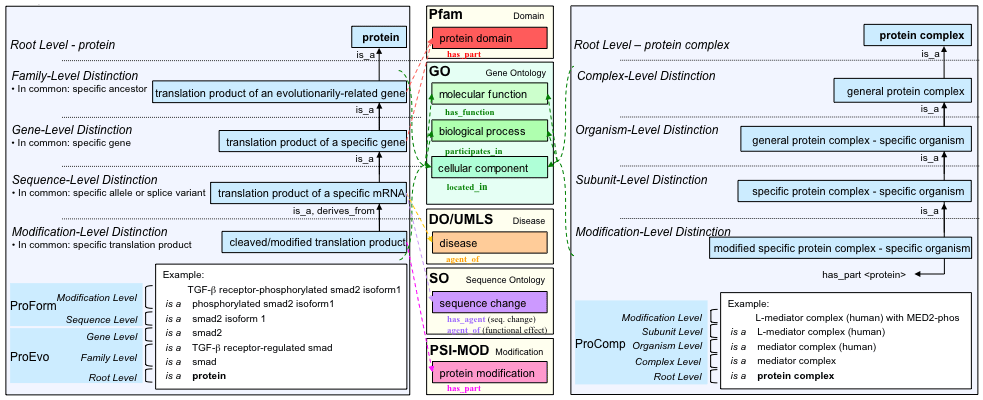 Root Level - protein
protein
is_a
Family-Level Distinction
• In common: specific ancestor
translation product of an evolutionarily-related gene
is_a
Gene-Level Distinction
• In common: specific gene
translation product of a specific gene
is_a
Sequence-Level Distinction
• In common: specific allele or splice variant
translation product of a specific mRNA
is_a, derives_from
Modification-Level Distinction
• In common: specific translation product
cleaved/modified translation product
Example:
ProForm
ProEvo
Modification Level
TGF-β receptor-phosphorylated smad2 isoform1
is a phosphorylated smad2 isoform1
Sequence Level
is a smad2 isoform 1
Gene Level
is a smad2
Family Level
is a TGF-β receptor-regulated smad
is a smad
Root Level
is a protein
Pfam Domain
protein domain
has_part
GO Gene Ontology
molecular function
has_function
biological process
participates_in
cellular component
located_in
DO/UMLS Disease
disease
agent_of
SO Sequence Ontology
sequence change
has_agent (seq. change)
agent_of (functional effect)
PSI-MOD Modification
protein modification
has_part
Root Level – protein complex
protein complex
is_a
Complex-Level Distinction
general protein complex
is_a
Organism-Level Distinction
general protein complex - specific organism
is_a
Subunit-Level Distinction
specific protein complex - specific organism
is_a
Modification-Level Distinction
modified specific protein complex - specific organism
has_part <protein>
Example:
ProComp
Modification Level
L-mediator complex (human) with MED2-phos
Subunit Level
is a L-mediator complex (human)
Organism Level
is a mediator complex (human)
Complex Level
is a mediator complex
Root Level
is a protein complex